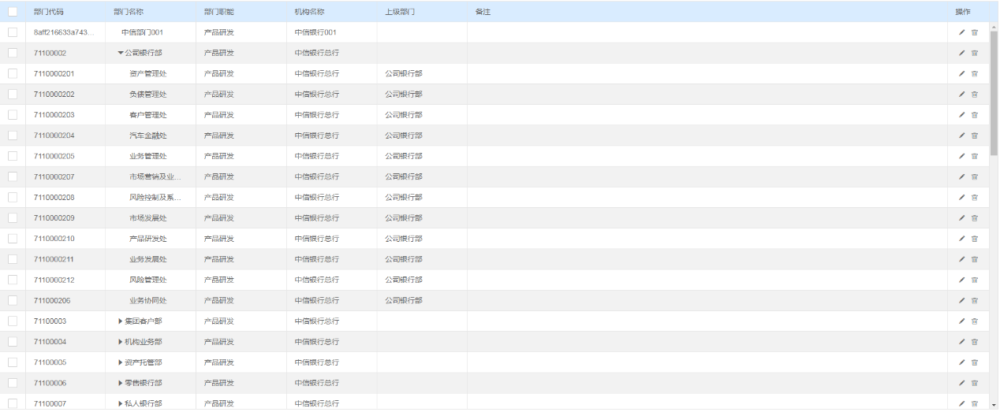 部门代码 部门名称 部门职能 机构名称 上级部门 备注 操作
8aff216633a743... 中信部门001 产品研发 中信银行001
71100002 公司银行部 产品研发 中信银行总行
7110000201 资产管理处 产品研发 中信银行总行 公司银行部
7110000202 负债管理处 产品研发 中信银行总行 公司银行部
7110000203 客户管理处 产品研发 中信银行总行 公司银行部
7110000204 汽车金融处 产品研发 中信银行总行 公司银行部
7110000205 业务管理处 产品研发 中信银行总行 公司银行部
7110000207 市场营销及业... 产品研发 中信银行总行 公司银行部
7110000208 风险控制及系... 产品研发 中信银行总行 公司银行部
7110000209 市场发展处 产品研发 中信银行总行 公司银行部
7110000210 产品研发处 产品研发 中信银行总行 公司银行部
7110000211 业务发展处 产品研发 中信银行总行 公司银行部
7110000212 风险管理处 产品研发 中信银行总行 公司银行部
711000206 业务协同处 产品研发 中信银行总行 公司银行部
71100003 集团客户部 产品研发 中信银行总行
71100004 机构业务部 产品研发 中信银行总行
71100005 资产托管部 产品研发 中信银行总行
71100006 零售银行部 产品研发 中信银行总行
71100007 私人银行部 产品研发 中信银行总行